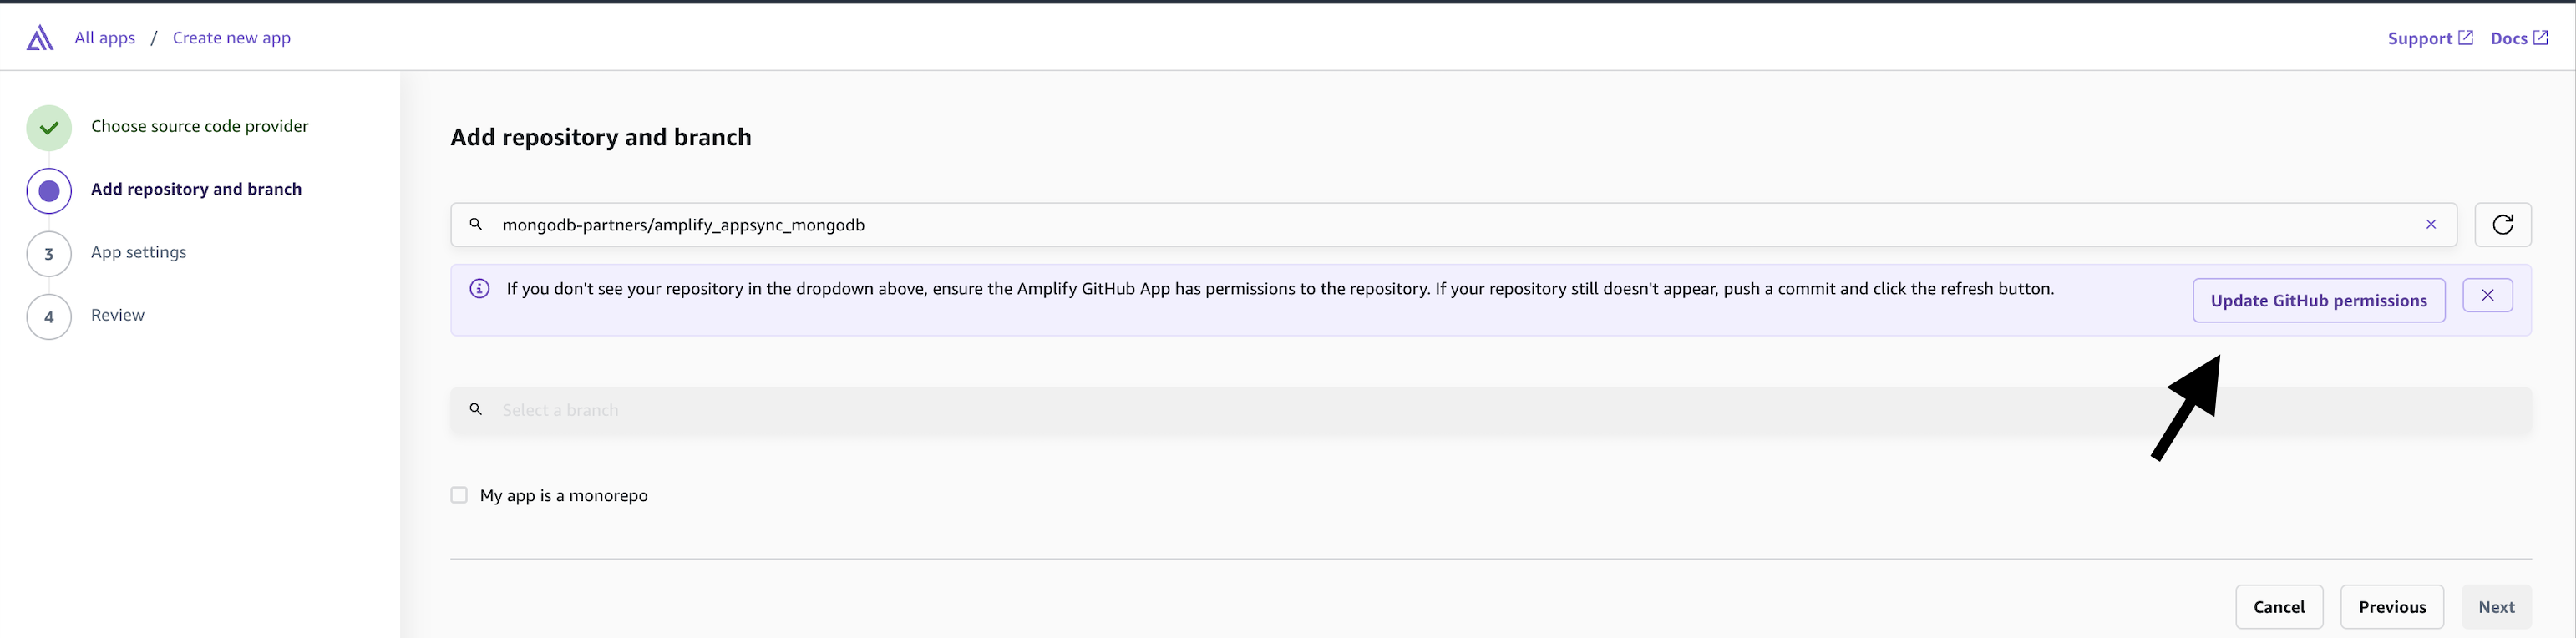 All apps / Create new app
Support Docs
Choose source code provider
Add repository and branch
3 App settings
4 Review
Add repository and branch
mongodb-partners/amplify_appsync_mongodb
If you don't see your repository in the dropdown above, ensure the Amplify GitHub App has permissions to the repository. If your repository still doesn't appear, push a commit and click the refresh button.
Update GitHub permissions
Select a branch
My app is a monorepo
Cancel Previous Next